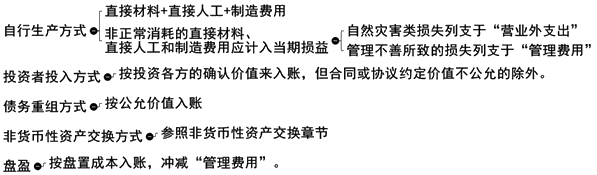 自行生产方式
直接材料+直接人工+制造费用
非正常消耗的直接材料、
直接人工和制造费用应计入当期损益
自然灾害类损失列支于“营业外支出”
管理不善所致的损失列支于“管理费用”
投资者投入方式
按投资各方的确认价值来入账，但合同或协议约定价值不公允的除外。
债务重组方式
按公允价值入账
非货币性资产交换方式
参照非货币性资产交换章节
盘盈
按盘置成本入账，冲减“管理费用”。